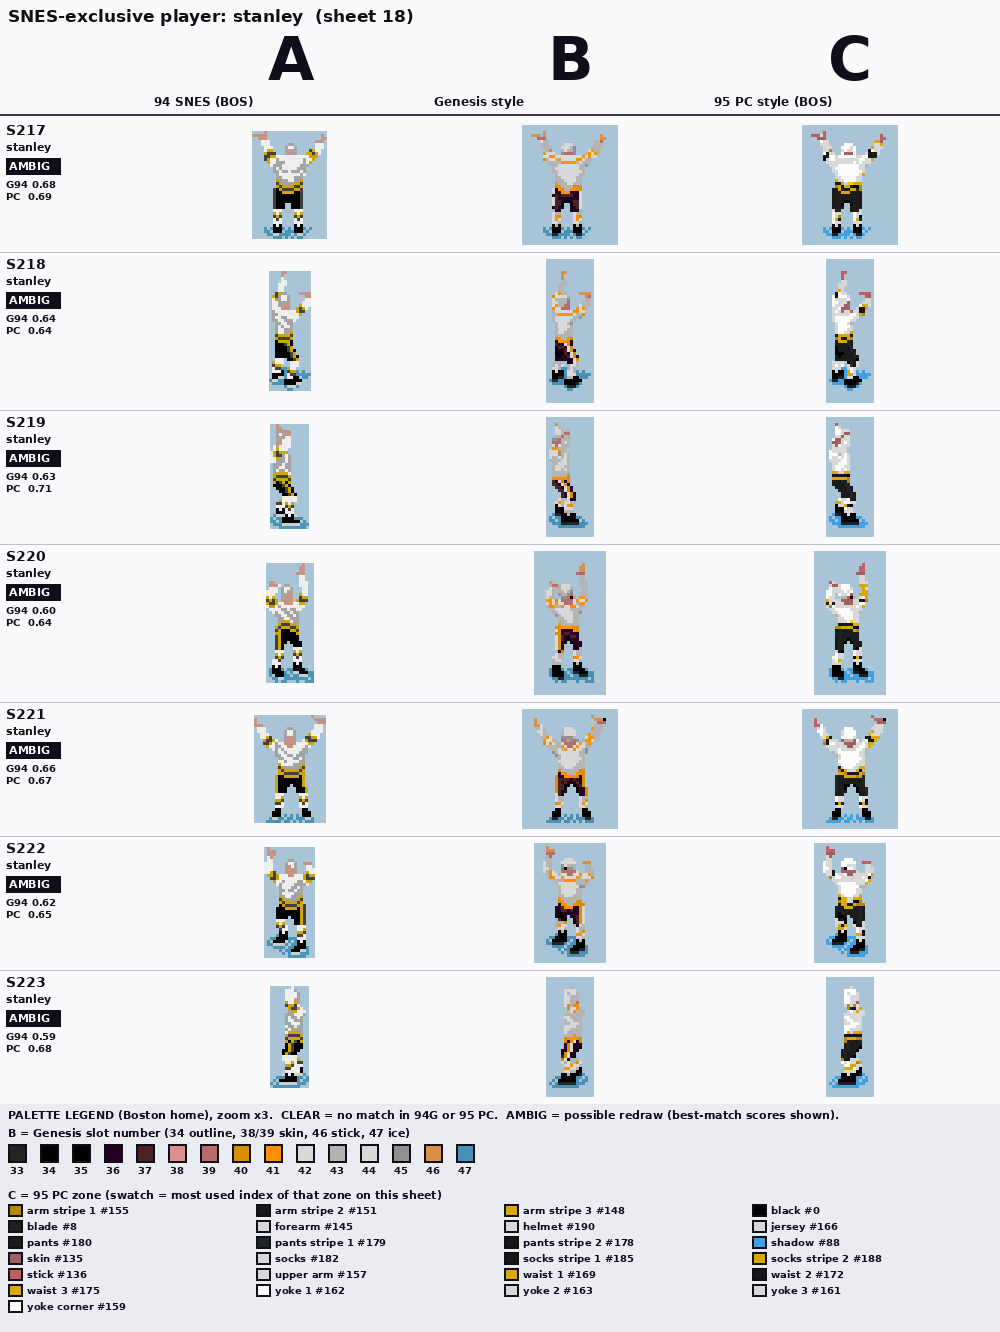 SNES-exclusive player: stanley  (sheet 18)
A B C
94 SNES (BOS) Genesis style 95 PC style (BOS)
S217
stanley
AMBIG
G94 0.68
PC  0.69
S218
stanley
AMBIG
G94 0.64
PC  0.64
S219
stanley
AMBIG
G94 0.63
PC  0.71
S220
stanley
AMBIG
G94 0.60
PC  0.64
S221
stanley
AMBIG
G94 0.66
PC  0.67
S222
stanley
AMBIG
G94 0.62
PC  0.65
S223
stanley
AMBIG
G94 0.59
PC  0.68
PALETTE LEGEND (Boston home), zoom x3.  CLEAR = no match in 94G or 95 PC.  AMBIG = possible redraw (best-match scores shown).
B = Genesis slot number (34 outline, 38/39 skin, 46 stick, 47 ice)
33 34 35 36 37 38 39 40 41 42 43 44 45 46 47
C = 95 PC zone (swatch = most used index of that zone on this sheet)
arm stripe 1 #155 arm stripe 2 #151 arm stripe 3 #148 black #0
blade #8 forearm #145 helmet #190 jersey #166
pants #180 pants stripe 1 #179 pants stripe 2 #178 shadow #88
skin #135 socks #182 socks stripe 1 #185 socks stripe 2 #188
stick #136 upper arm #157 waist 1 #169 waist 2 #172
waist 3 #175 yoke 1 #162 yoke 2 #163 yoke 3 #161
yoke corner #159